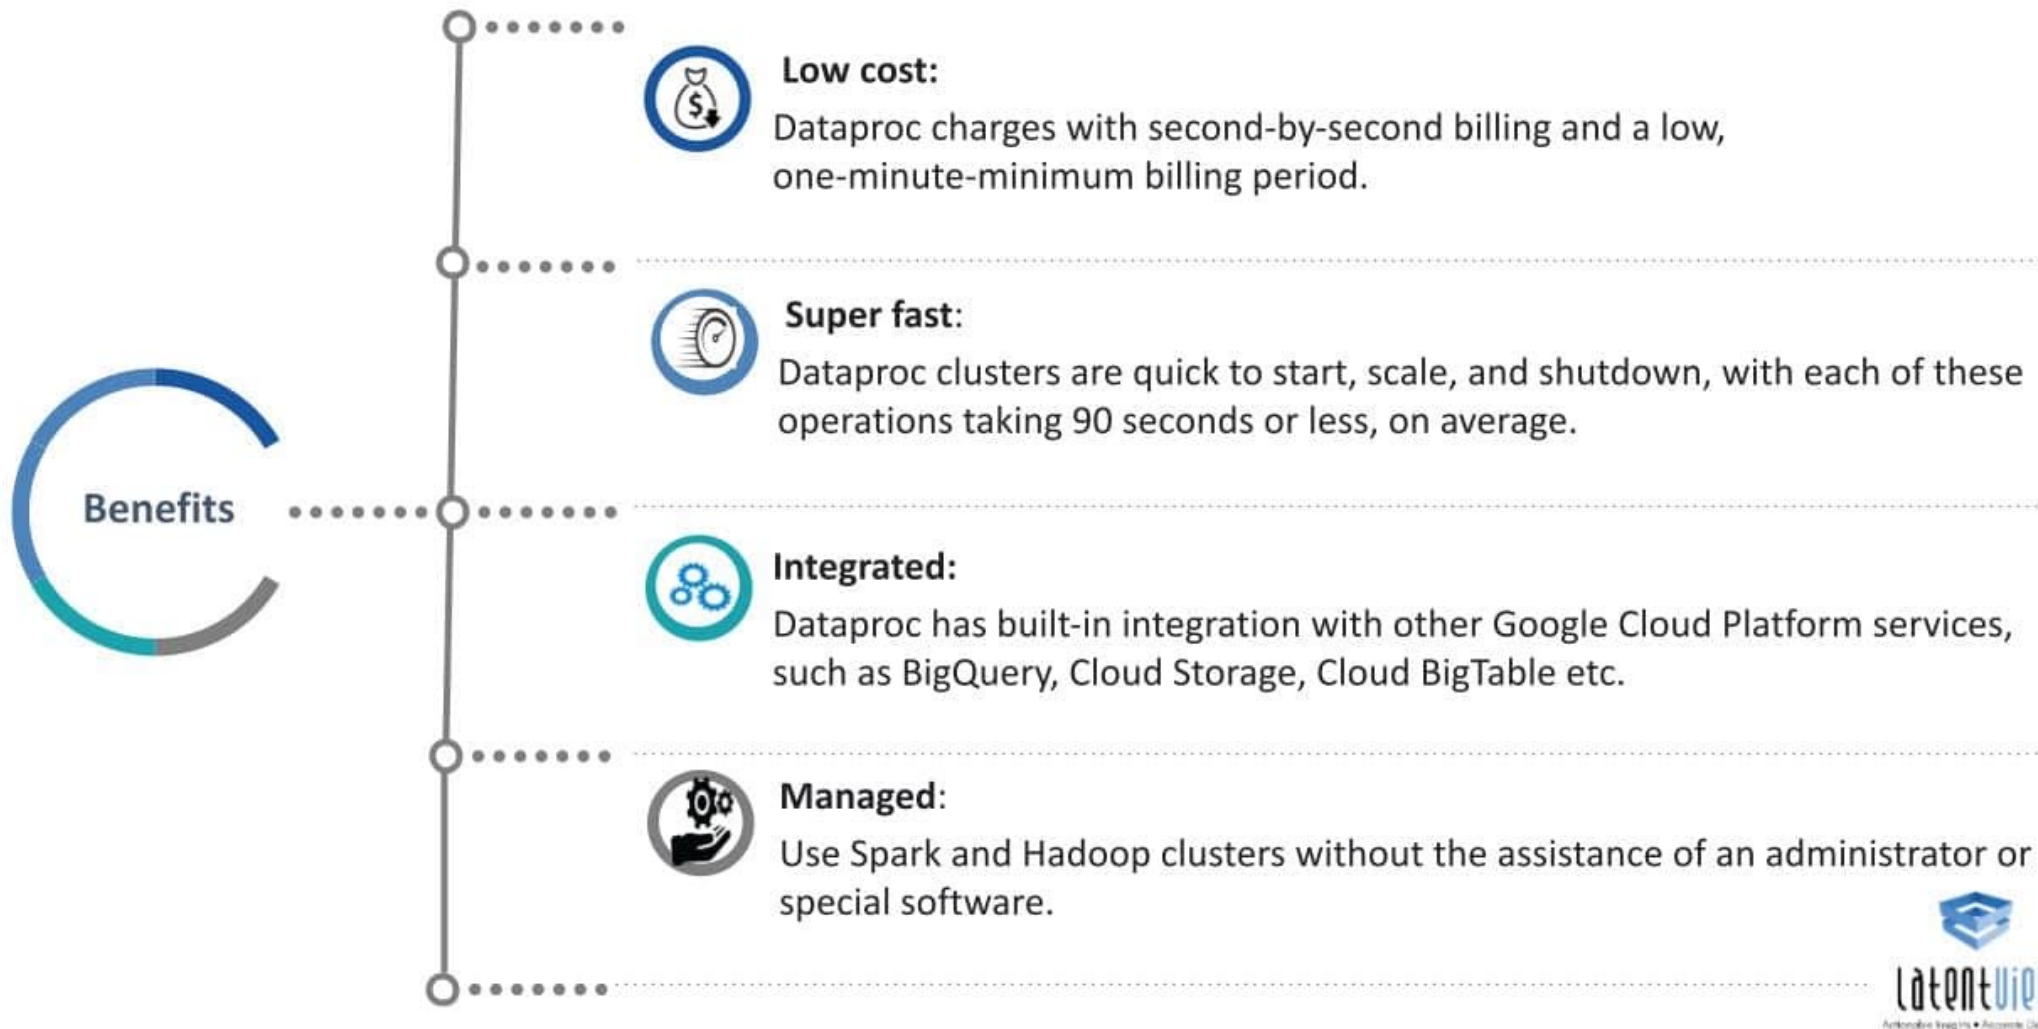 Low cost:
Dataproc charges with second-by-second billing and a low,
one-minute-minimum billing period.
Super fast:
Dataproc clusters are quick to start, scale, and shutdown, with each of these
operations taking 90 seconds or less, on average.
Benefits
Integrated:
Dataproc has built-in integration with other Google Cloud Platform services,
such as BigQuery, Cloud Storage, Cloud BigTable etc.
Managed:
Use Spark and Hadoop clusters without the assistance of an administrator or
special software.
LatentVie